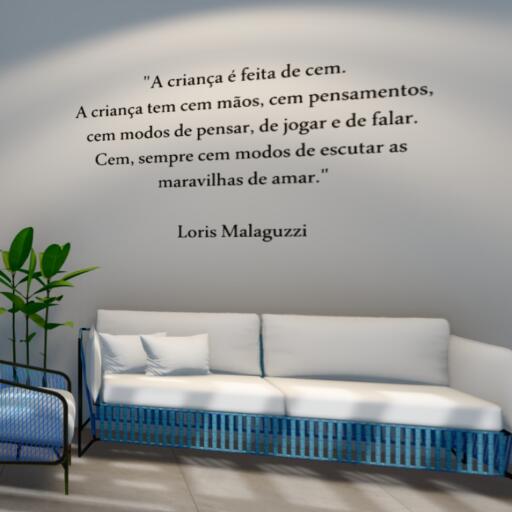 "A criança é feita de cem.
A criança tem cem mãos, cem pensamentos,
cem modos de pensar, de jogar e de falar.
Cem, sempre cem modos de escutar as
maravilhas de amar."
Loris Malaguzzi